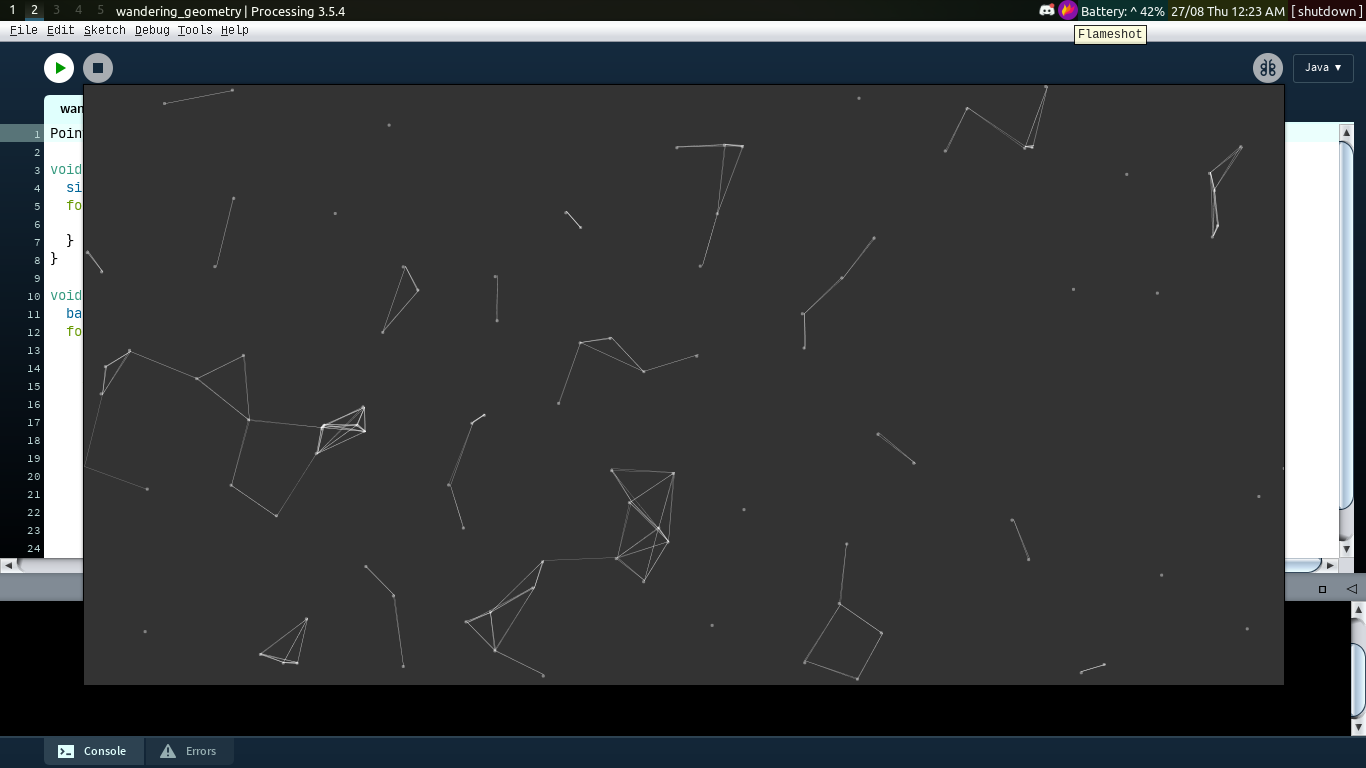 1 2 3 4 5 wandering_geometry | Processing 3.5.4 Battery: ^ 42% 27/08 Thu 12:23 AM [ shutdown ]
File Edit Sketch Debug Tools Help Flameshot
Java ▼
wan
1 Poin
2
3 void
4 si
5 fo
6
7 }
8 }
9
10 void
11 ba
12 fo
13
14
15
16
17
18
19
20
21
22
23
24
Console Errors